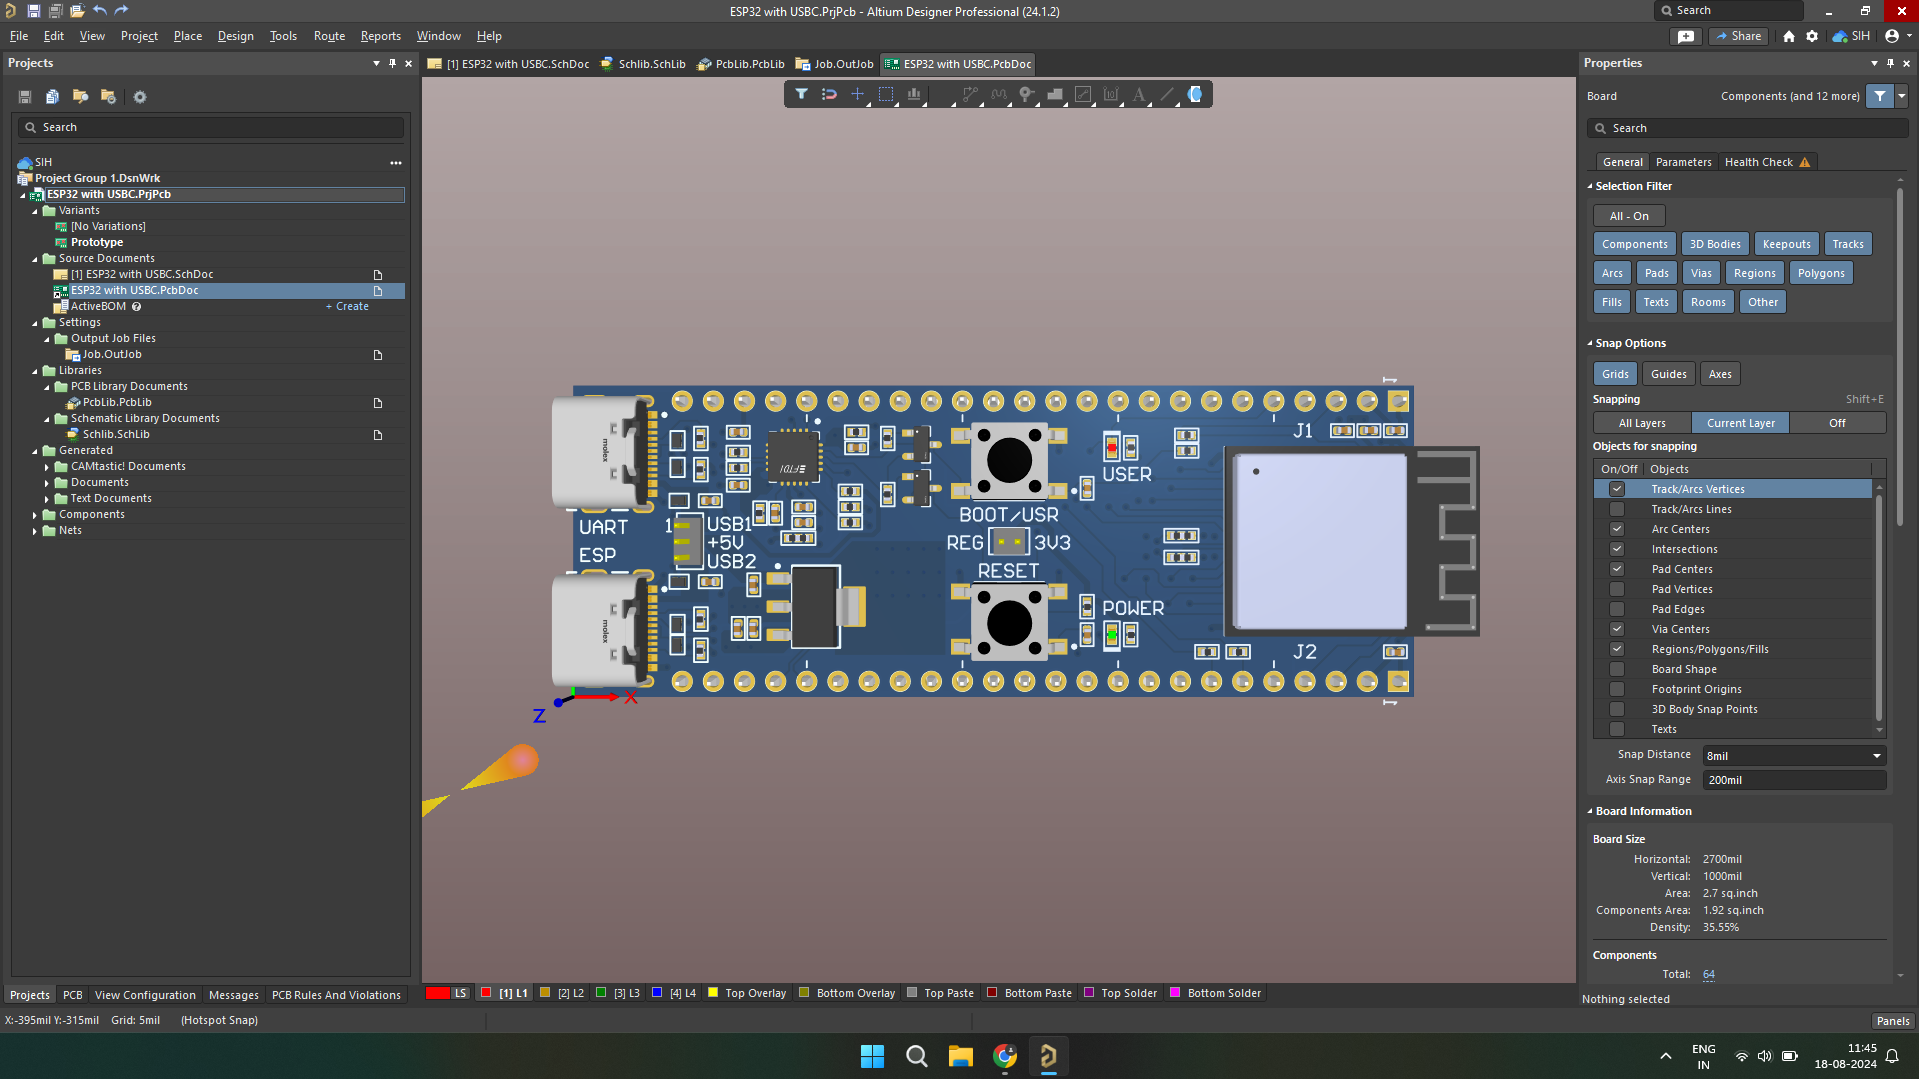 ESP32 with USBC.PrjPcb - Altium Designer Professional (24.1.2)
Search
File Edit View Project Place Design Tools Route Reports Window Help
Share
SIH
Projects
[1] ESP32 with USBC.SchDoc
Schlib.SchLib
PcbLib.PcbLib
Job.OutJob
ESP32 with USBC.PcbDoc
Properties
Board
Components (and 12 more)
Search
Search
General Parameters Health Check
SIH
Project Group 1.DsnWrk
ESP32 with USBC.PrjPcb
Variants
[No Variations]
Prototype
Source Documents
[1] ESP32 with USBC.SchDoc
ESP32 with USBC.PcbDoc
ActiveBOM + Create
Settings
Output Job Files
Job.OutJob
Libraries
PCB Library Documents
PcbLib.PcbLib
Schematic Library Documents
Schlib.SchLib
Generated
CAMtastic! Documents
Documents
Text Documents
Components
Nets
molex
FTDI
UART
ESP
1
USB1
+5V
USB2
molex
BOOT/USR
REG
3V3
RESET
USER
POWER
J1
J2
1
1
X
Z
Selection Filter
All - On
Components 3D Bodies Keepouts Tracks
Arcs Pads Vias Regions Polygons
Fills Texts Rooms Other
Snap Options
Grids Guides Axes
Snapping Shift+E
All Layers Current Layer Off
Objects for snapping
On/Off Objects
Track/Arcs Vertices
Track/Arcs Lines
Arc Centers
Intersections
Pad Centers
Pad Vertices
Pad Edges
Via Centers
Regions/Polygons/Fills
Board Shape
Footprint Origins
3D Body Snap Points
Texts
Snap Distance 8mil
Axis Snap Range 200mil
Board Information
Board Size
Horizontal: 2700mil
Vertical: 1000mil
Area: 2.7 sq.inch
Components Area: 1.92 sq.inch
Density: 35.55%
Components
Total: 64
Nothing selected
Projects PCB View Configuration Messages PCB Rules And Violations
LS [1] L1 [2] L2 [3] L3 [4] L4 Top Overlay Bottom Overlay Top Paste Bottom Paste Top Solder Bottom Solder
X:-395mil Y:-315mil Grid: 5mil (Hotspot Snap)
Panels
ENG
IN
11:45
18-08-2024